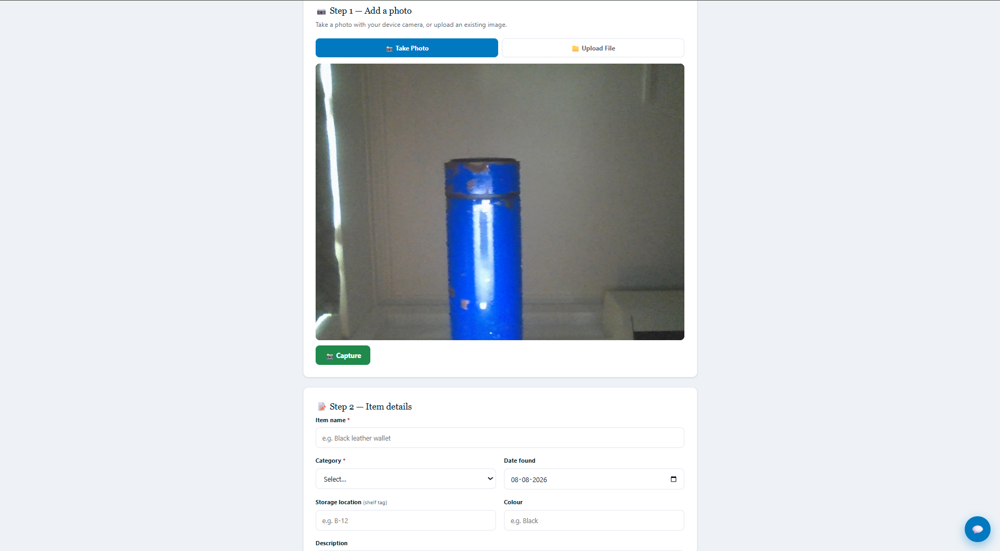 Step 1 — Add a photo
Take a photo with your device camera, or upload an existing image.
Take Photo
Upload File
Capture
Step 2 — Item details
Item name *
e.g. Black leather wallet
Category *
Date found
Select...
08-08-2026
Storage location (shelf tag)
Colour
e.g. B-12
e.g. Black
Description